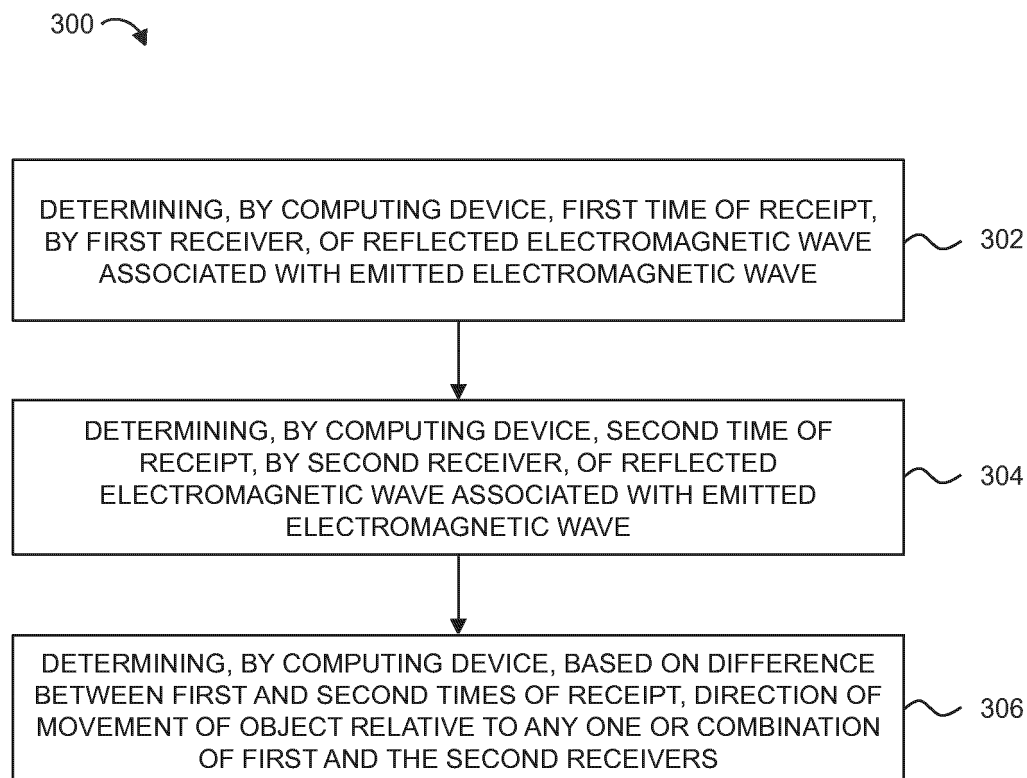 300
DETERMINING, BY COMPUTING DEVICE, FIRST TIME OF RECEIPT,
BY FIRST RECEIVER, OF REFLECTED ELECTROMAGNETIC WAVE
ASSOCIATED WITH EMITTED ELECTROMAGNETIC WAVE
302
DETERMINING, BY COMPUTING DEVICE, SECOND TIME OF
RECEIPT, BY SECOND RECEIVER, OF REFLECTED
ELECTROMAGNETIC WAVE ASSOCIATED WITH EMITTED
ELECTROMAGNETIC WAVE
304
DETERMINING, BY COMPUTING DEVICE, BASED ON DIFFERENCE
BETWEEN FIRST AND SECOND TIMES OF RECEIPT, DIRECTION OF
MOVEMENT OF OBJECT RELATIVE TO ANY ONE OR COMBINATION
OF FIRST AND THE SECOND RECEIVERS
306